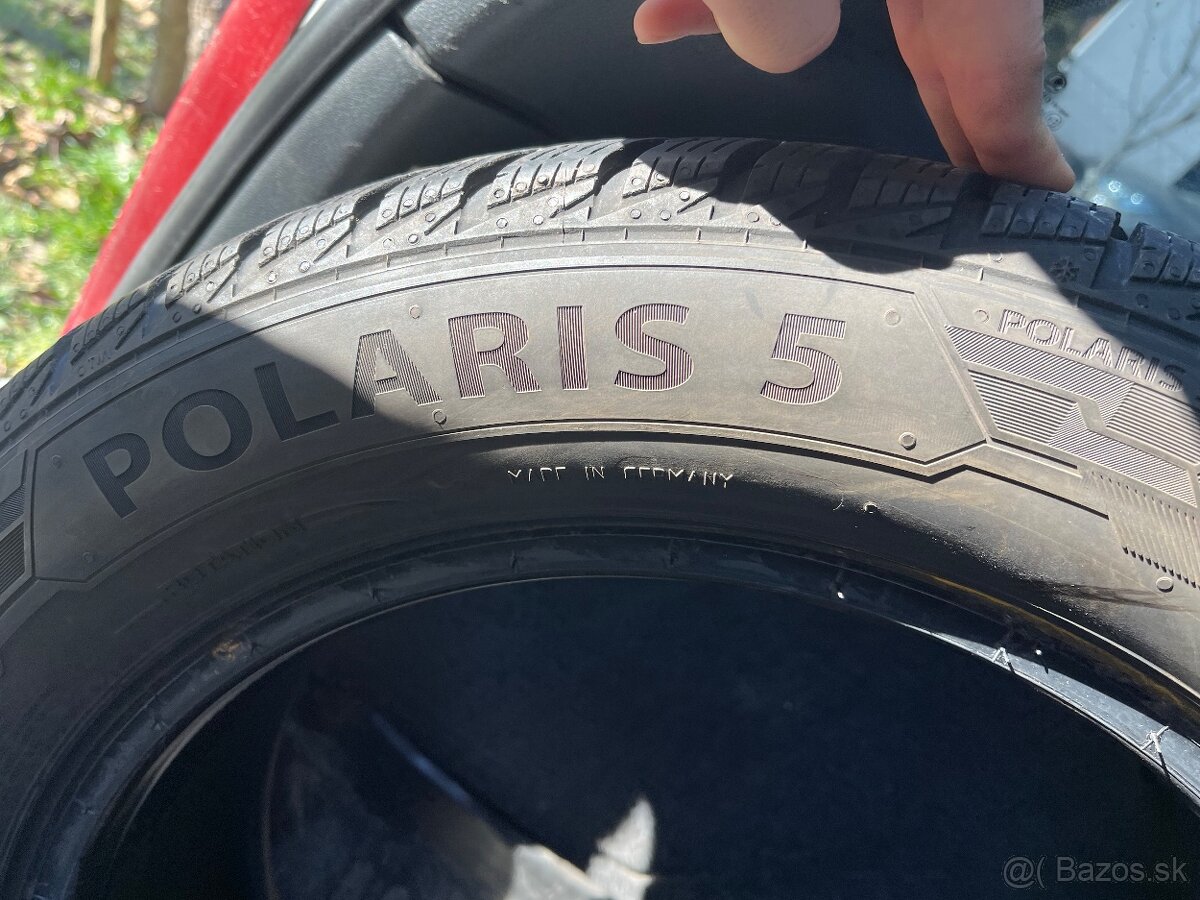 POLARIS 5
POLARIS
MADE IN GERMANY
@( Bazos.sk